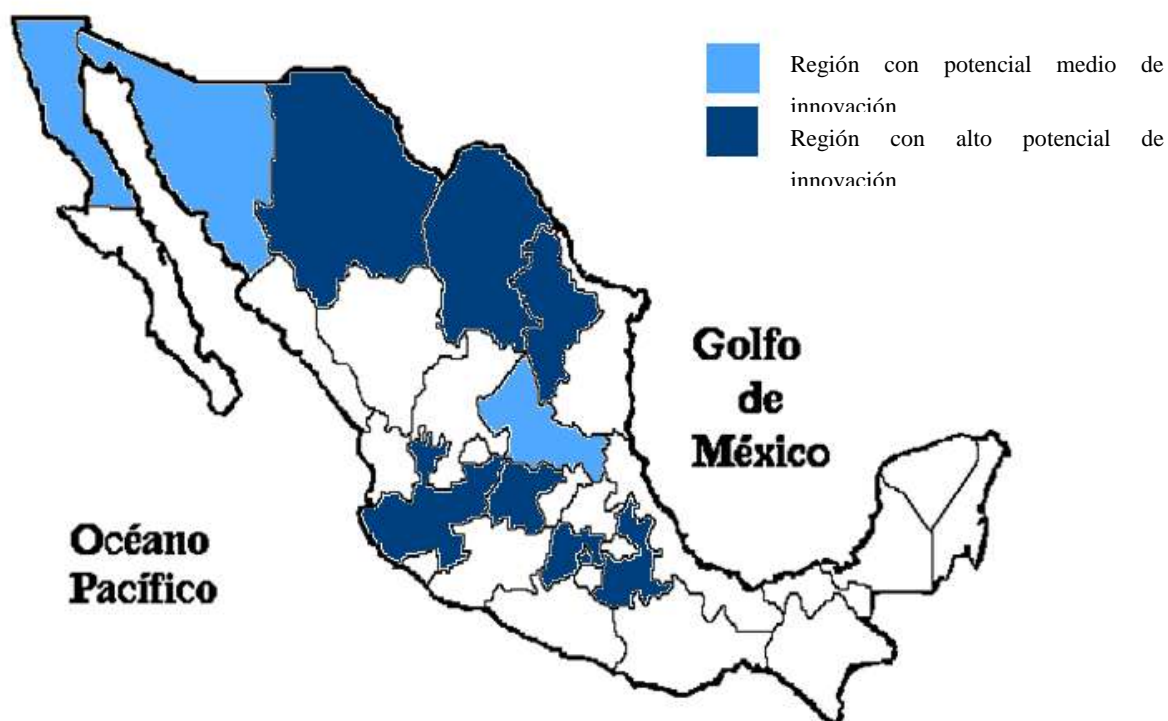 Región con potencial medio de
innovación
Región con alto potencial de
innovación
Golfo
de
México
Océano
Pacífico